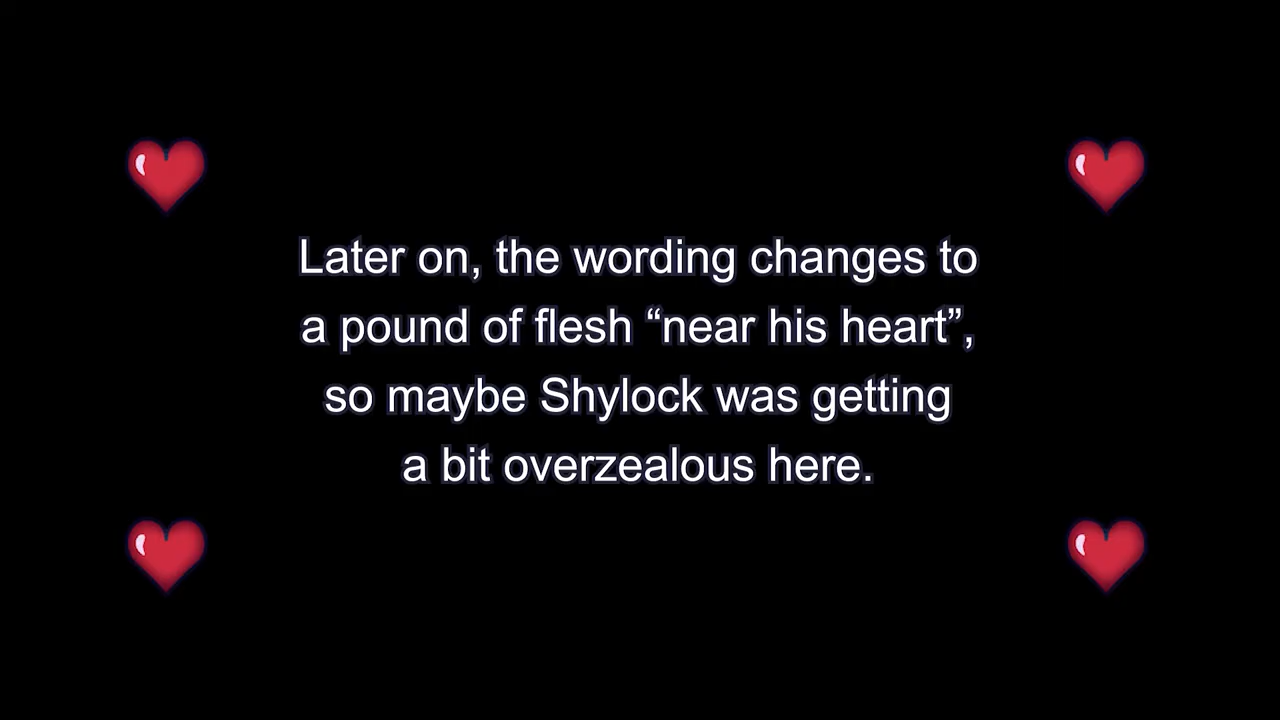 Later on, the wording changes to
a pound of flesh “near his heart”,
so maybe Shylock was getting
a bit overzealous here.